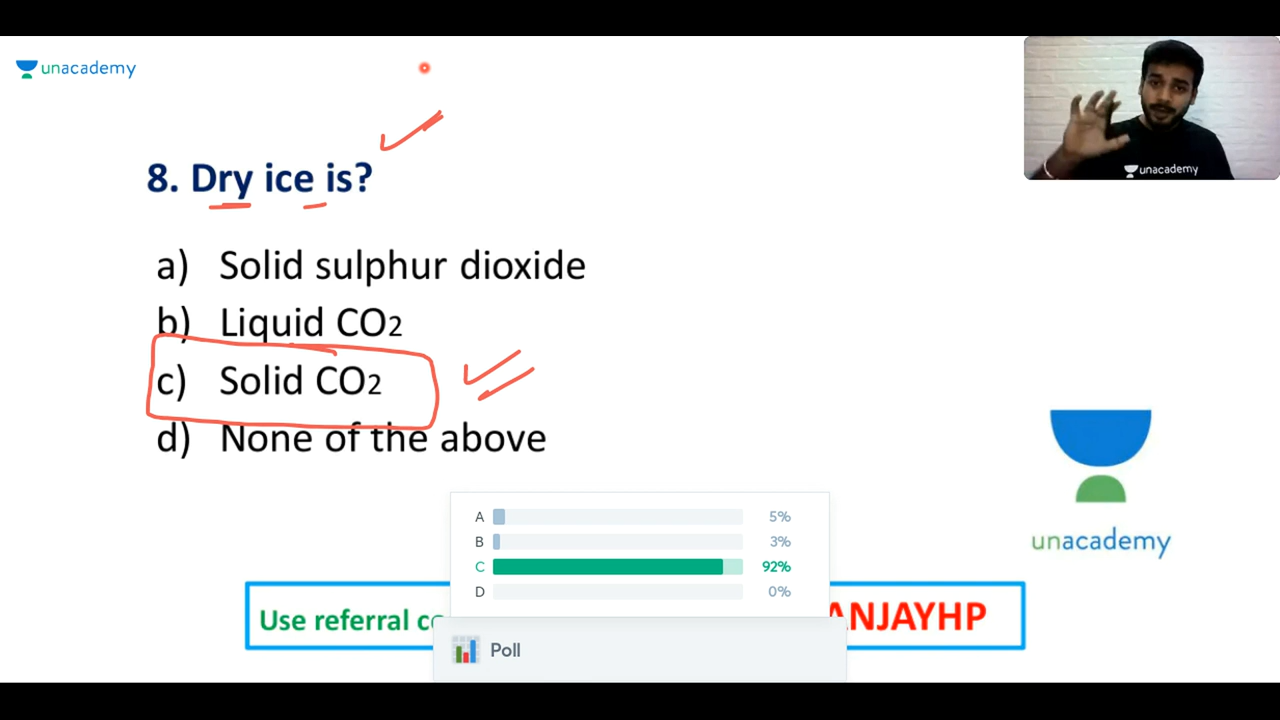 unacademy
unacademy
8. Dry ice is?
a) Solid sulphur dioxide
b) Liquid CO2
c) Solid CO2
d) None of the above
unacademy
A 5%
B 3%
C 92%
D 0%
Use referral
ANJAYHP
Poll